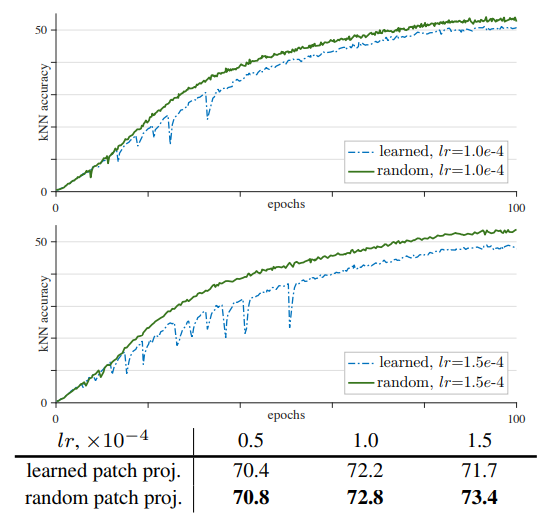 50
kNN accuracy
0
learned, lr=1.0e-4
random, lr=1.0e-4
0
epochs
100
50
kNN accuracy
0
learned, lr=1.5e-4
random, lr=1.5e-4
0
epochs
100
lr, ×10−4 0.5 1.0 1.5
learned patch proj. 70.4 72.2 71.7
random patch proj. 70.8 72.8 73.4